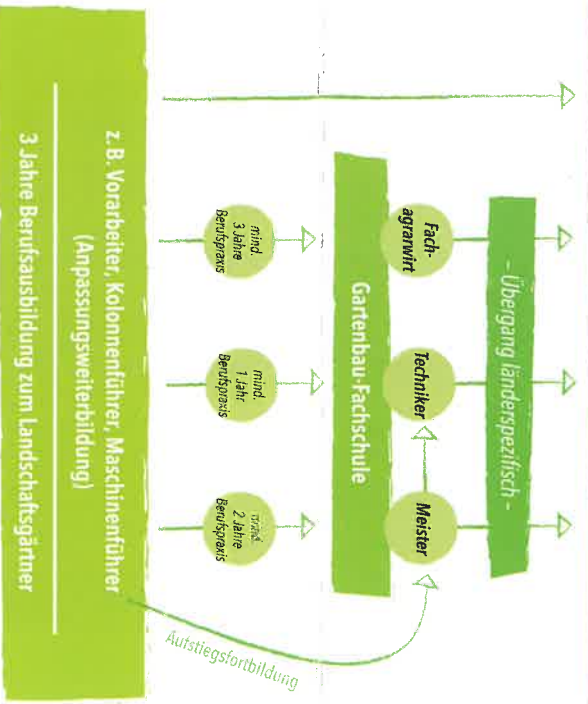 - Übergang länderspezifisch -
Fach-
agrarwirt
Techniker
Meister
Gartenbau-Fachschule
mind.
3 Jahre
Berufspraxis
mind.
1 Jahr
Berufspraxis
mind.
2 Jahre
Berufspraxis
Aufstiegsfortbildung
z. B. Vorarbeiter, Kolonnenführer, Maschinenführer
(Anpassungsweiterbildung)
3 Jahre Berufsausbildung zum Landschaftsgärtner